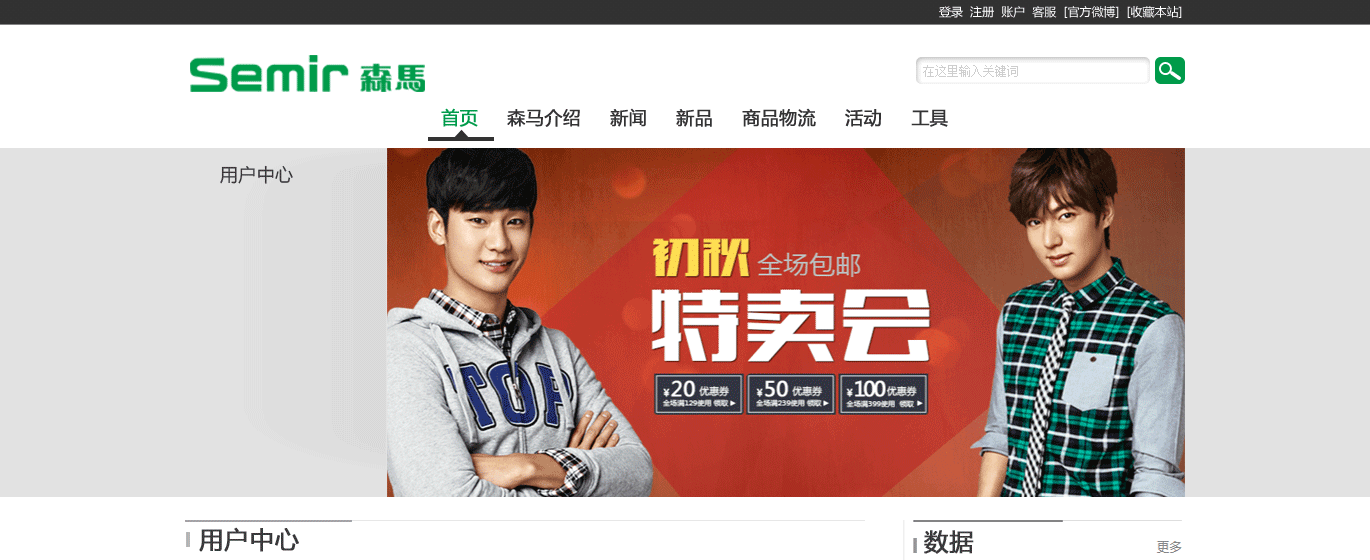 登录 注册 账户 客服 [官方微博] [收藏本站]
Semir 森馬
在这里输入关键词
首页 森马介绍 新闻 新品 商品物流 活动 工具
用户中心
初秋 全场包邮
特卖会
TOP
¥20 优惠券 ¥50 优惠券 ¥100 优惠券
全场满129使用 领取 全场满239使用 领取 全场满399使用 领取
用户中心
数据 更多